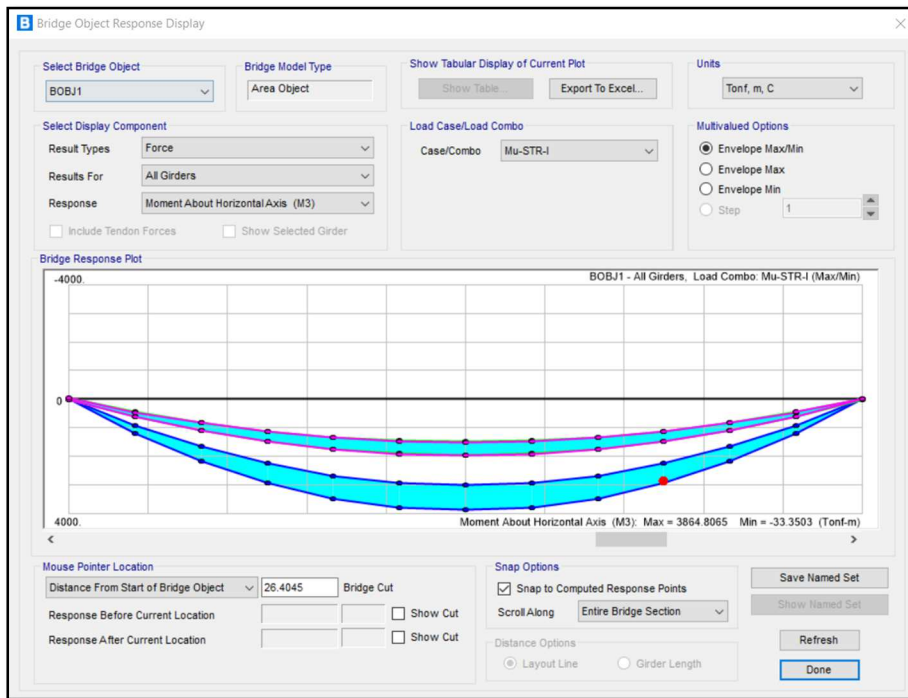 B Bridge Object Response Display
Select Bridge Object
BOBJ1
Bridge Model Type
Area Object
Show Tabular Display of Current Plot
Show Table...
Export To Excel...
Units
Tonf, m, C
Select Display Component
Result Types
Force
Results For
All Girders
Response
Moment About Horizontal Axis (M3)
Include Tendon Forces
Show Selected Girder
Load Case/Load Combo
Case/Combo
Mu-STR-I
Multivalued Options
Envelope Max/Min
Envelope Max
Envelope Min
Step
1
Bridge Response Plot
-4000.
BOBJ1 - All Girders, Load Combo: Mu-STR-I (Max/Min)
0
4000.
Moment About Horizontal Axis (M3): Max = 3864.8065 Min = -33.3503 (Tonf-m)
Mouse Pointer Location
Distance From Start of Bridge Object
26.4045
Bridge Cut
Response Before Current Location
Show Cut
Response After Current Location
Show Cut
Snap Options
Snap to Computed Response Points
Scroll Along
Entire Bridge Section
Distance Options
Layout Line
Girder Length
Save Named Set
Show Named Set
Refresh
Done